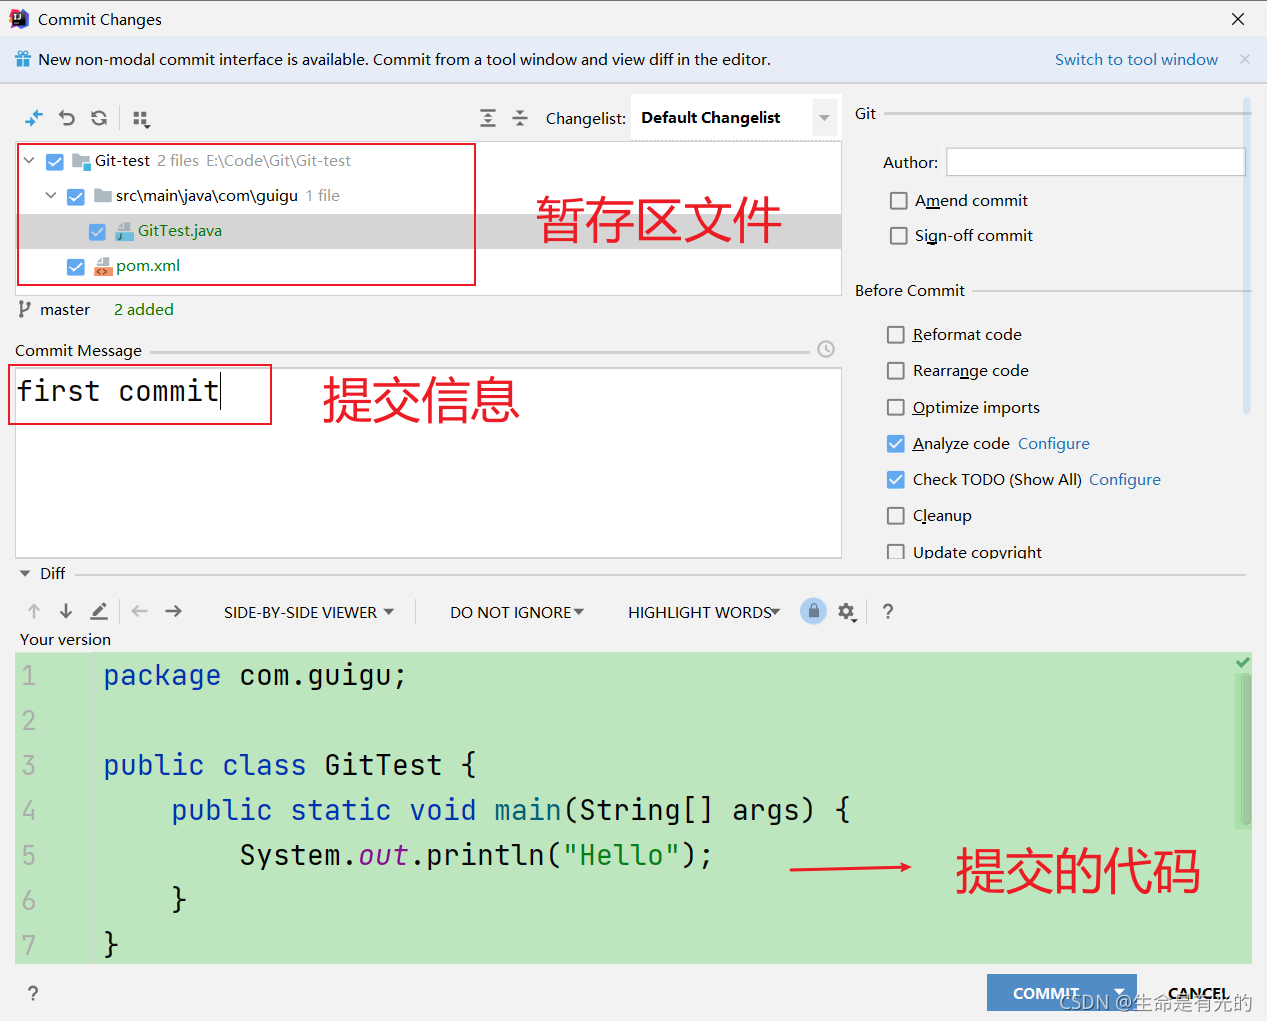 Commit Changes
New non-modal commit interface is available. Commit from a tool window and view diff in the editor.
Switch to tool window
Changelist: Default Changelist
Git-test 2 files E:\Code\Git\Git-test
src\main\java\com\guigu 1 file
GitTest.java
pom.xml
暂存区文件
master 2 added
Commit Message
first commit
提交信息
Git
Author:
Amend commit
Sign-off commit
Before Commit
Reformat code
Rearrange code
Optimize imports
Analyze code Configure
Check TODO (Show All) Configure
Cleanup
Update copyright
Diff
SIDE-BY-SIDE VIEWER DO NOT IGNORE HIGHLIGHT WORDS ?
Your version
1 package com.guigu;
2
3 public class GitTest {
4 public static void main(String[] args) {
5 System.out.println("Hello");
6 }
7 }
提交的代码
?
COMMIT CANCEL
CSDN @生命是有光的